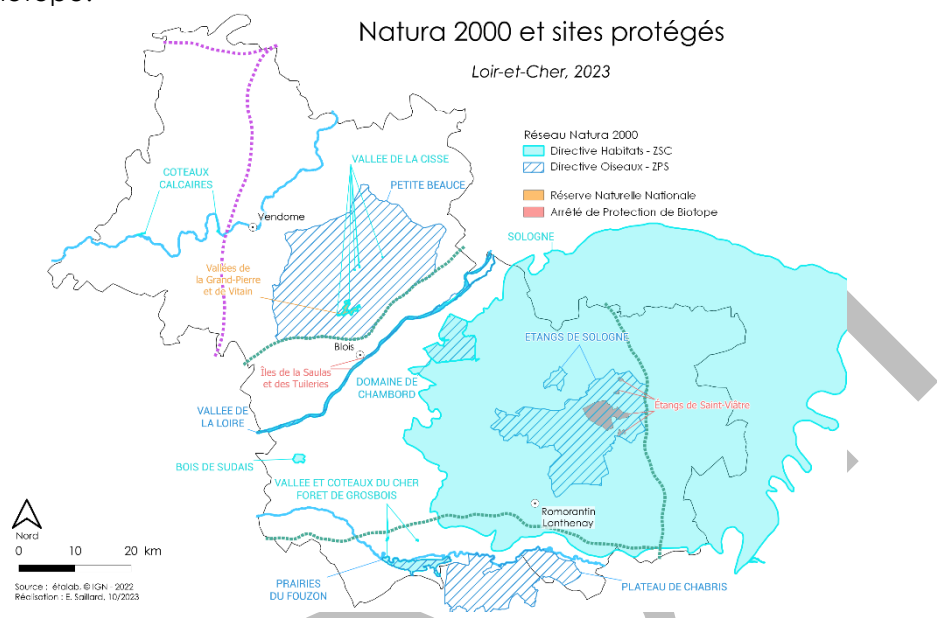 Natura 2000 et sites protégés
Loir-et-Cher, 2023
Réseau Natura 2000
Directive Habitats - ZSC
Directive Oiseaux - ZPS
Réserve Naturelle Nationale
Arrêté de Protection de Biotope
VALLEE DE LA CISSE
PETITE BEAUCE
COTEAUX
CALCAIRES
Vendome
SOLOGNE
Vallées de
la Grand-Pierre
et de Vitain
Blois
ETANGS DE SOLOGNE
Îles de la Saulas
et des Tuileries
DOMAINE DE
CHAMBORD
Etangs de Saint-Viâtre
VALLEE DE
LA LOIRE
BOIS DE SUDAIS
VALLEE ET COTEAUX DU CHER
FORET DE GROSBOIS
Romorantin
Lanthenay
Nord
0 10 20 km
PRAIRIES
DU FOUZON
PLATEAU DE CHABRIS
Source : étalab, © IGN - 2022
Réalisation : E. Saillard, 10/2023